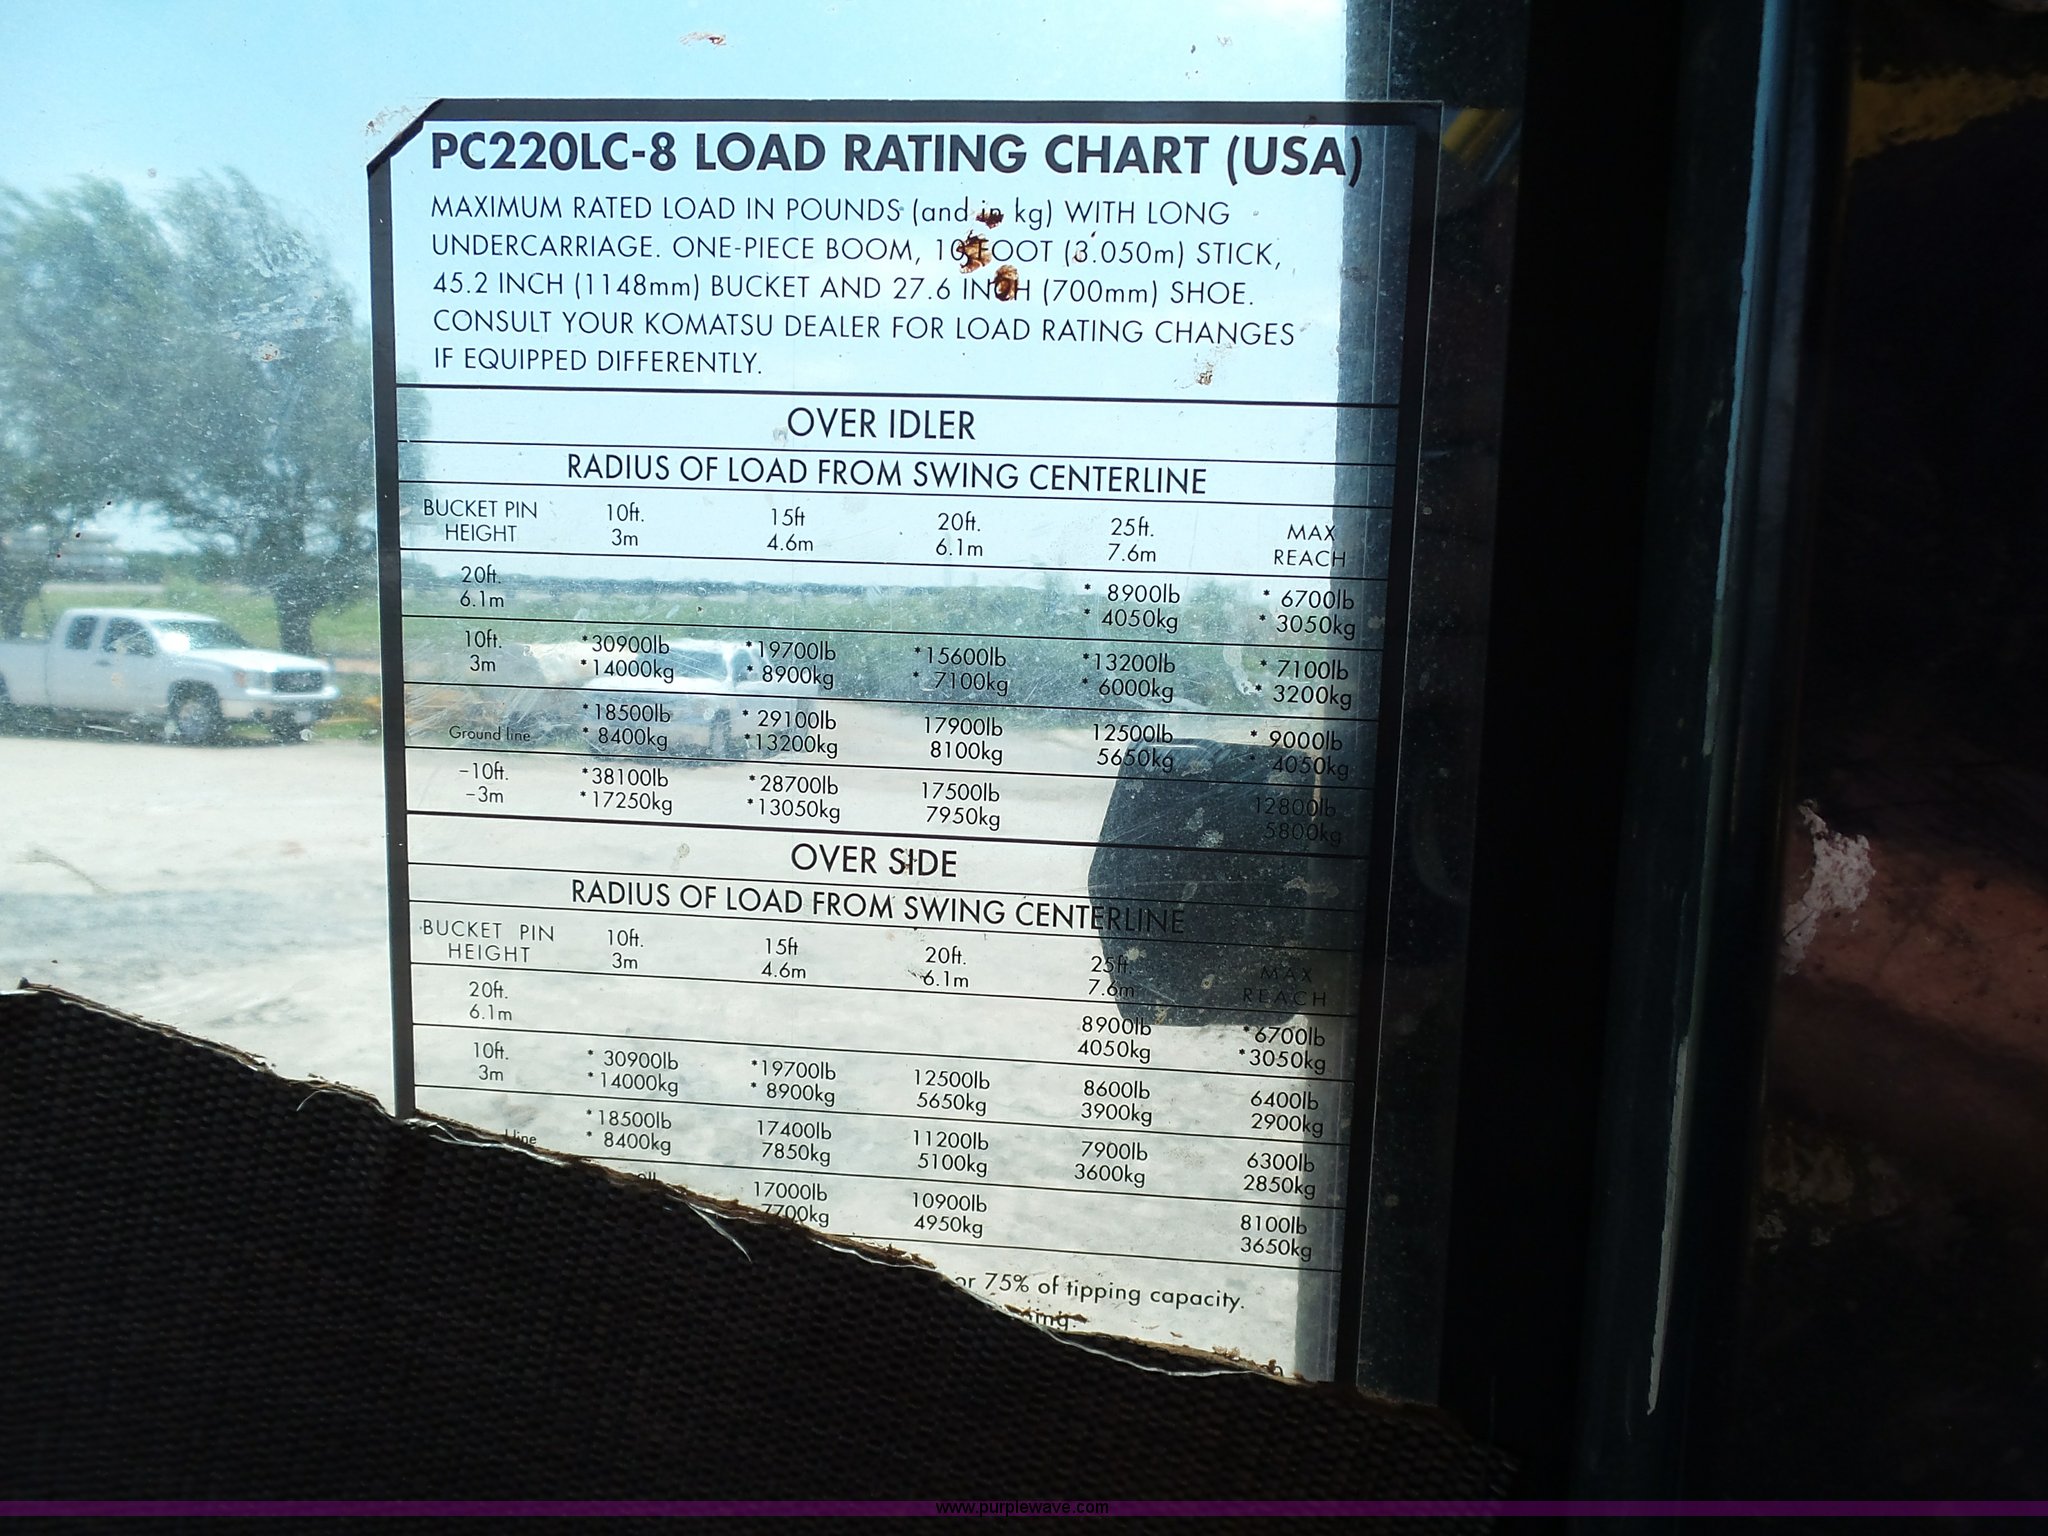 PC220LC-8 LOAD RATING CHART (USA)
MAXIMUM RATED LOAD IN POUNDS (and in kg) WITH LONG
UNDERCARRIAGE. ONE-PIECE BOOM, 10 FOOT (3.050m) STICK,
45.2 INCH (1148mm) BUCKET AND 27.6 INCH (700mm) SHOE.
CONSULT YOUR KOMATSU DEALER FOR LOAD RATING CHANGES
IF EQUIPPED DIFFERENTLY.
OVER IDLER
RADIUS OF LOAD FROM SWING CENTERLINE
BUCKET PIN 10ft. 15ft 20ft. 25ft. MAX
HEIGHT 3m 4.6m 6.1m 7.6m REACH
20ft. * 8900lb * 6700lb
6.1m * 4050kg * 3050kg
10ft. *30900lb *19700lb *15600lb *13200lb * 7100lb
3m *14000kg * 8900kg * 7100kg * 6000kg * 3200kg
*18500lb * 29100lb 17900lb 12500lb * 9000lb
Ground line * 8400kg *13200kg 8100kg 5650kg * 4050kg
-10ft. *38100lb *28700lb 17500lb 12800lb
-3m *17250kg *13050kg 7950kg 5800kg
OVER SIDE
RADIUS OF LOAD FROM SWING CENTERLINE
BUCKET PIN 10ft. 15ft 20ft. 25ft. MAX
HEIGHT 3m 4.6m 6.1m 7.6m REACH
20ft. 8900lb *6700lb
6.1m 4050kg *3050kg
10ft. * 30900lb *19700lb 12500lb 8600lb 6400lb
3m * 14000kg * 8900kg 5650kg 3900kg 2900kg
*18500lb 17400lb 11200lb 7900lb 6300lb
line * 8400kg 7850kg 5100kg 3600kg 2850kg
17000lb 10900lb 8100lb
7700kg 4950kg 3650kg
or 75% of tipping capacity.
www.purplewave.com